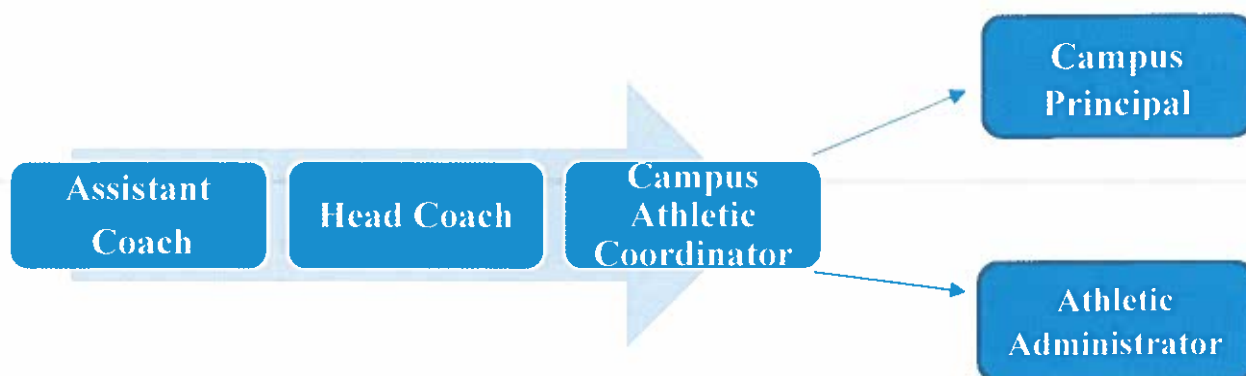 Assistant
Coach
Head Coach
Campus
Athletic
Coordinator
Campus
Principal
Athletic
Administrator